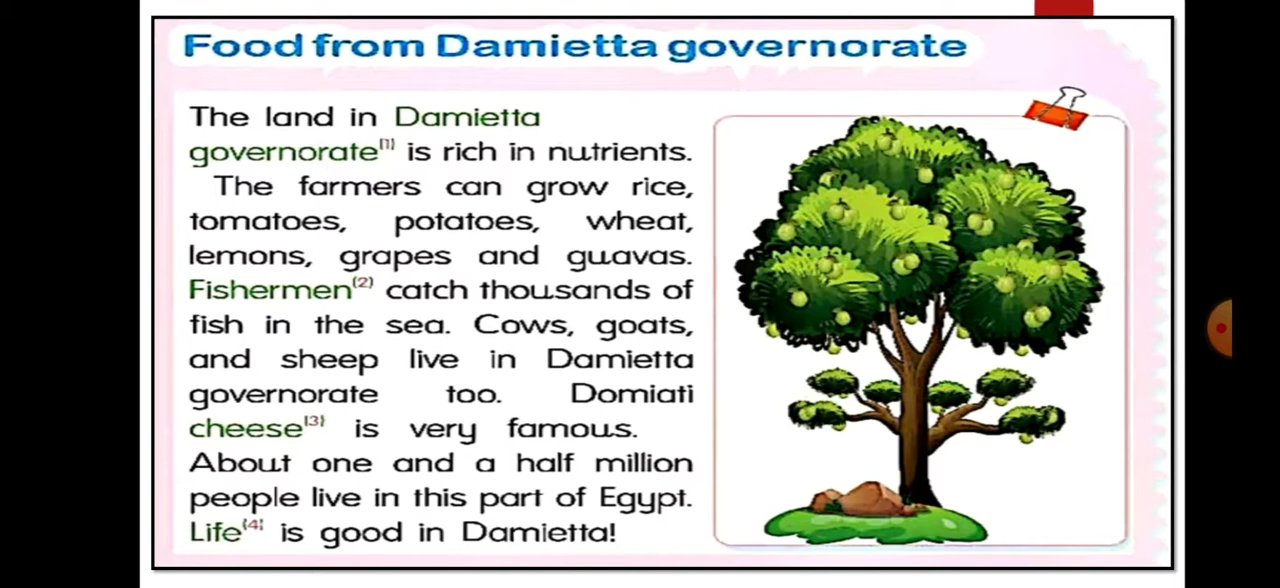 Food from Damietta governorate
The land in Damietta
governorate(1) is rich in nutrients.
The farmers can grow rice,
tomatoes, potatoes, wheat,
lemons, grapes and guavas.
Fishermen(2) catch thousands of
fish in the sea. Cows, goats,
and sheep live in Damietta
governorate too. Domiati
cheese(3) is very famous.
About one and a half million
people live in this part of Egypt.
Life(4) is good in Damietta!